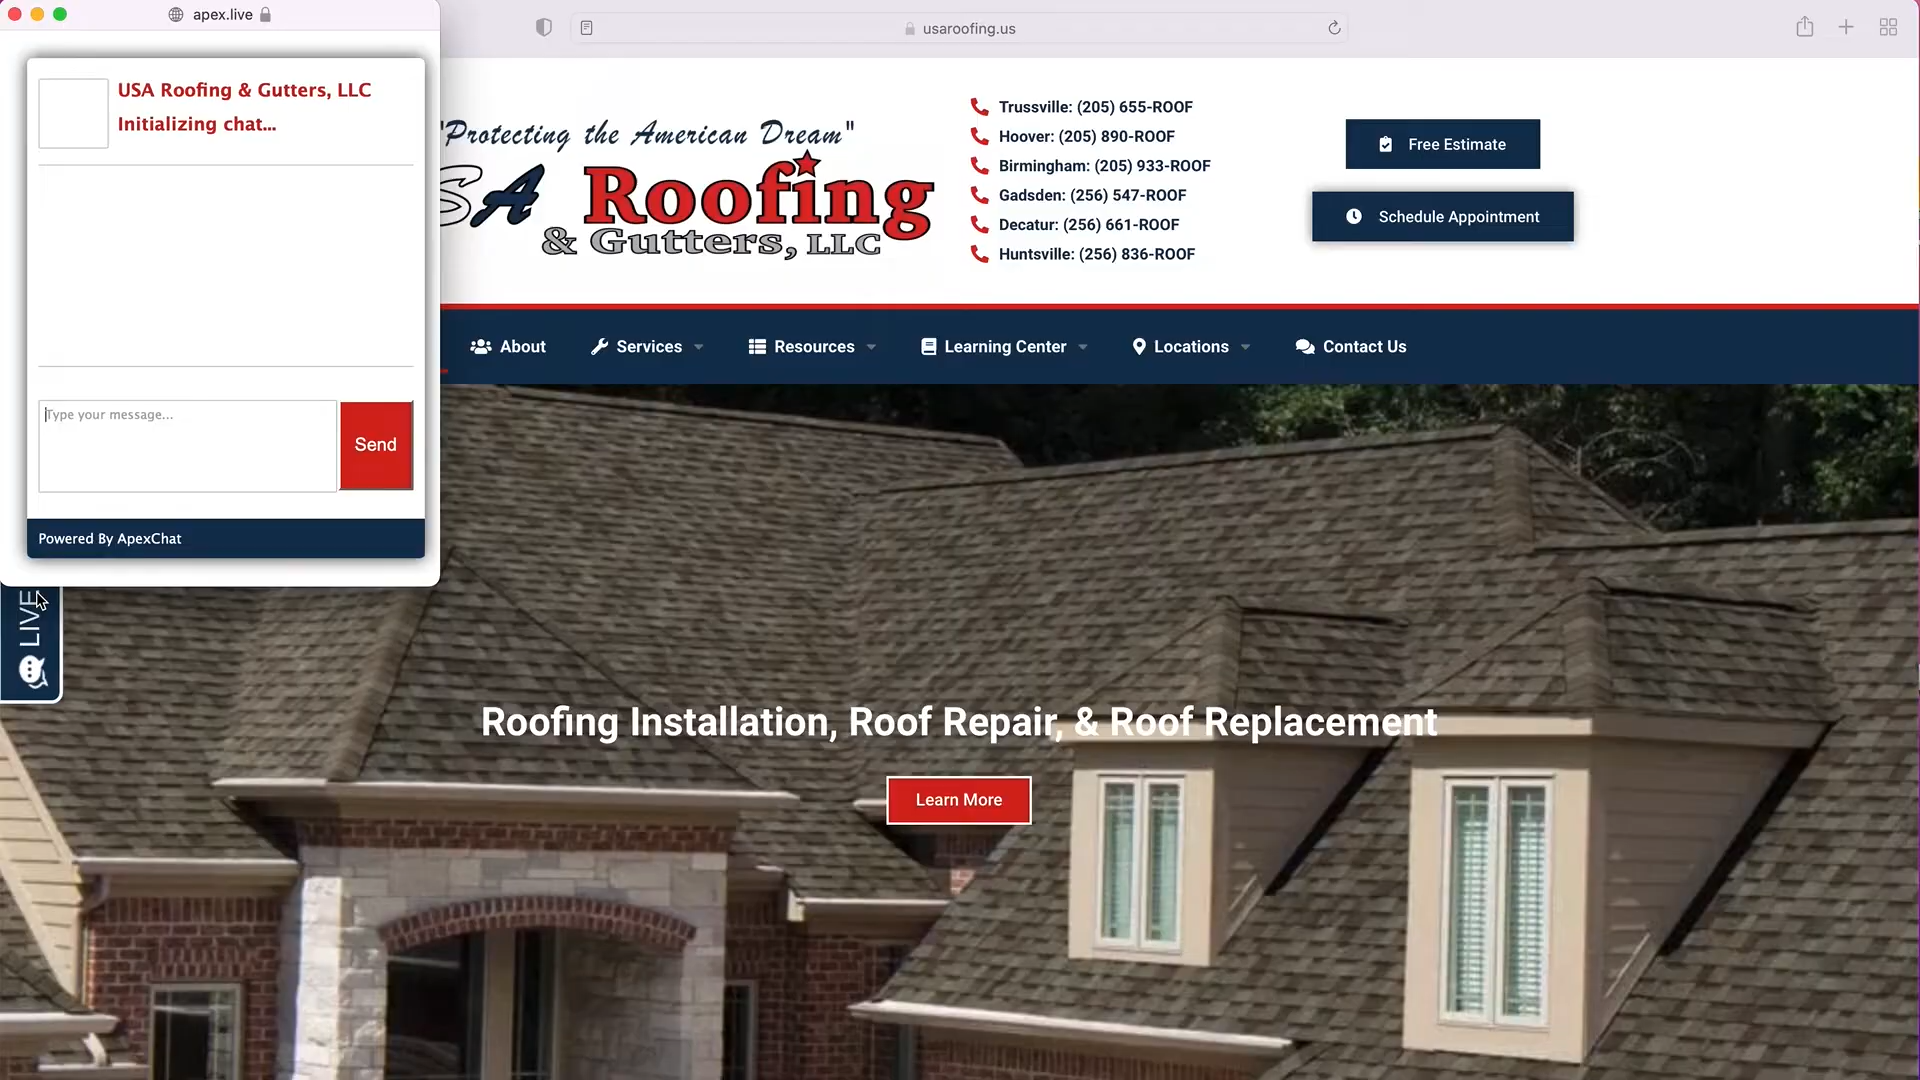 apex.live
usaroofing.us
USA Roofing & Gutters, LLC
Initializing chat...
Type your message...
Send
Powered By ApexChat
"Protecting the American Dream"
SA Roofing
& Gutters, LLC
Trussville: (205) 655-ROOF
Hoover: (205) 890-ROOF
Birmingham: (205) 933-ROOF
Gadsden: (256) 547-ROOF
Decatur: (256) 661-ROOF
Huntsville: (256) 836-ROOF
Free Estimate
Schedule Appointment
About
Services
Resources
Learning Center
Locations
Contact Us
LIVE
Roofing Installation, Roof Repair, & Roof Replacement
Learn More